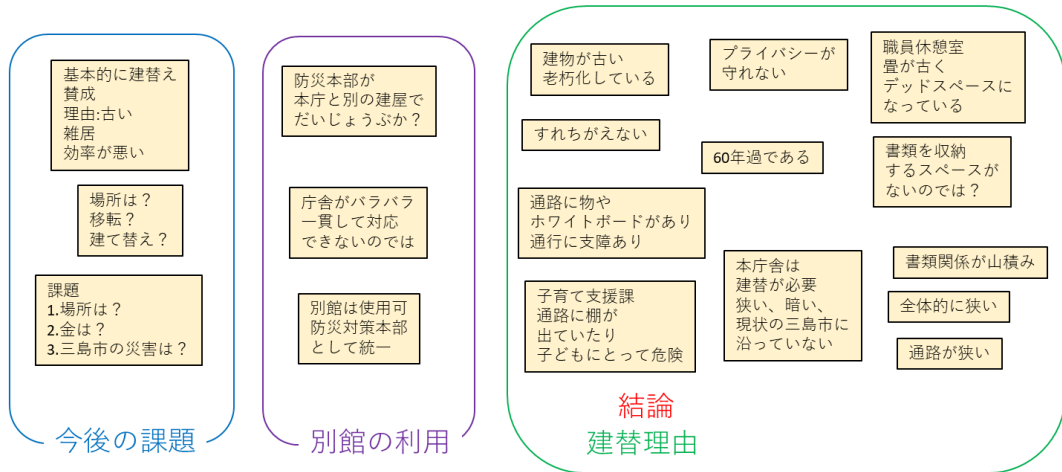 基本的に建替え
賛成
理由:古い
雑居
効率が悪い
場所は？
移転？
建て替え？
課題
1.場所は？
2.金は？
3.三島市の災害は？
今後の課題
防災本部が
本庁と別の建屋で
だいじょうぶか？
庁舎がバラバラ
一貫して対応
できないのでは
別館は使用可
防災対策本部
として統一
別館の利用
建物が古い
老朽化している
プライバシーが
守れない
職員休憩室
畳が古く
デッドスペースに
なっている
すれちがえない
60年過である
書類を収納
するスペースが
ないのでは？
通路に物や
ホワイトボードがあり
通行に支障あり
本庁舎は
建替が必要
狭い、暗い、
現状の三島市に
沿っていない
書類関係が山積み
子育て支援課
通路に棚が
出ていたり
子どもにとって危険
全体的に狭い
通路が狭い
結論
建替理由